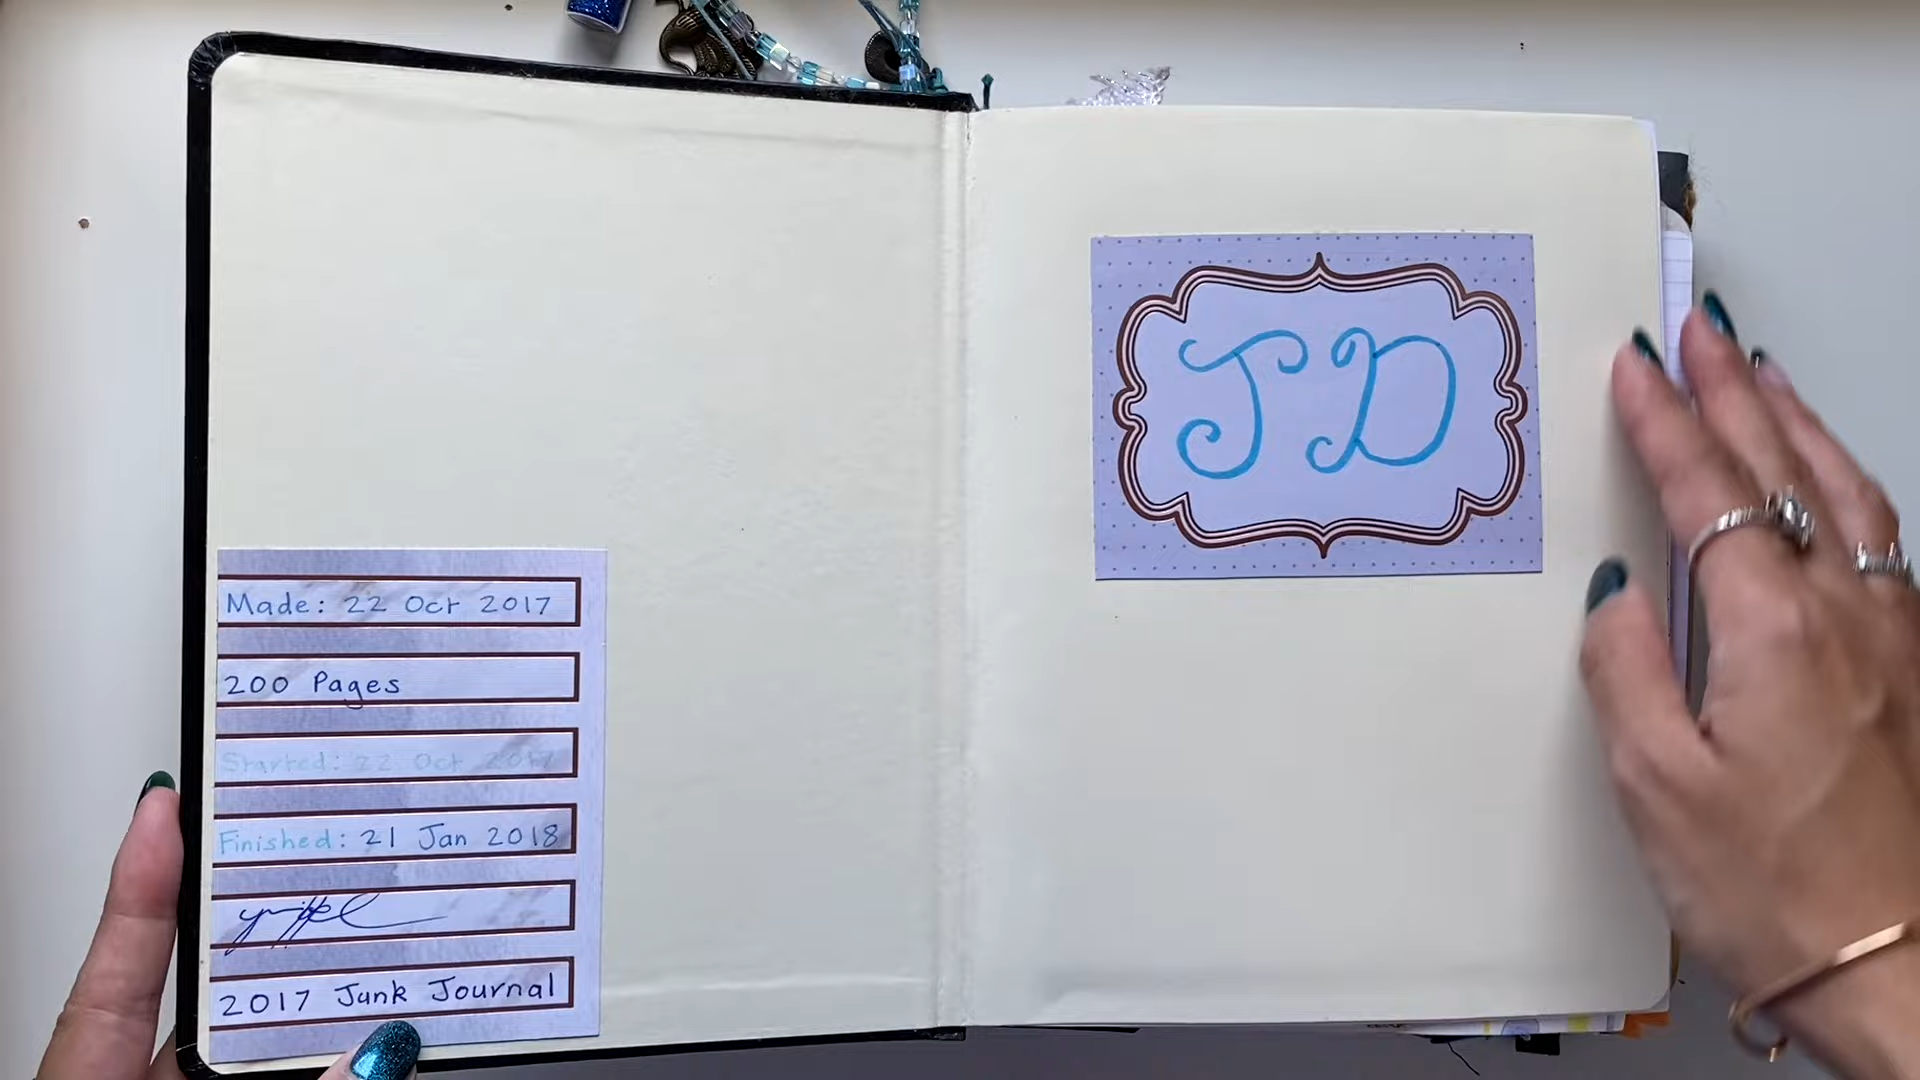 Made: 22 Oct 2017
200 Pages
Started: 22 Oct 2017
Finished: 21 Jan 2018
2017 Junk Journal
JD